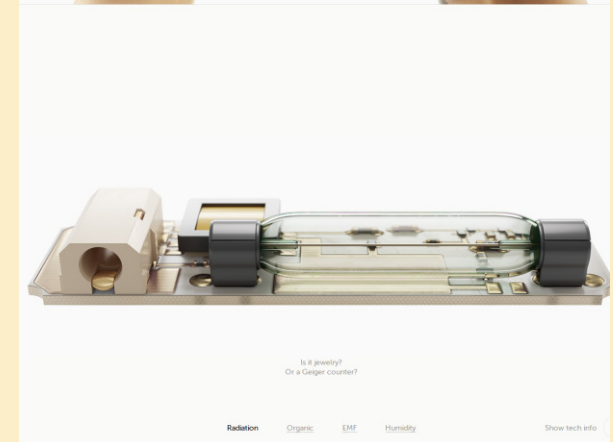 Is it jewelry?
Or a Geiger counter?
Radiation Organic EMF Humidity Show tech info